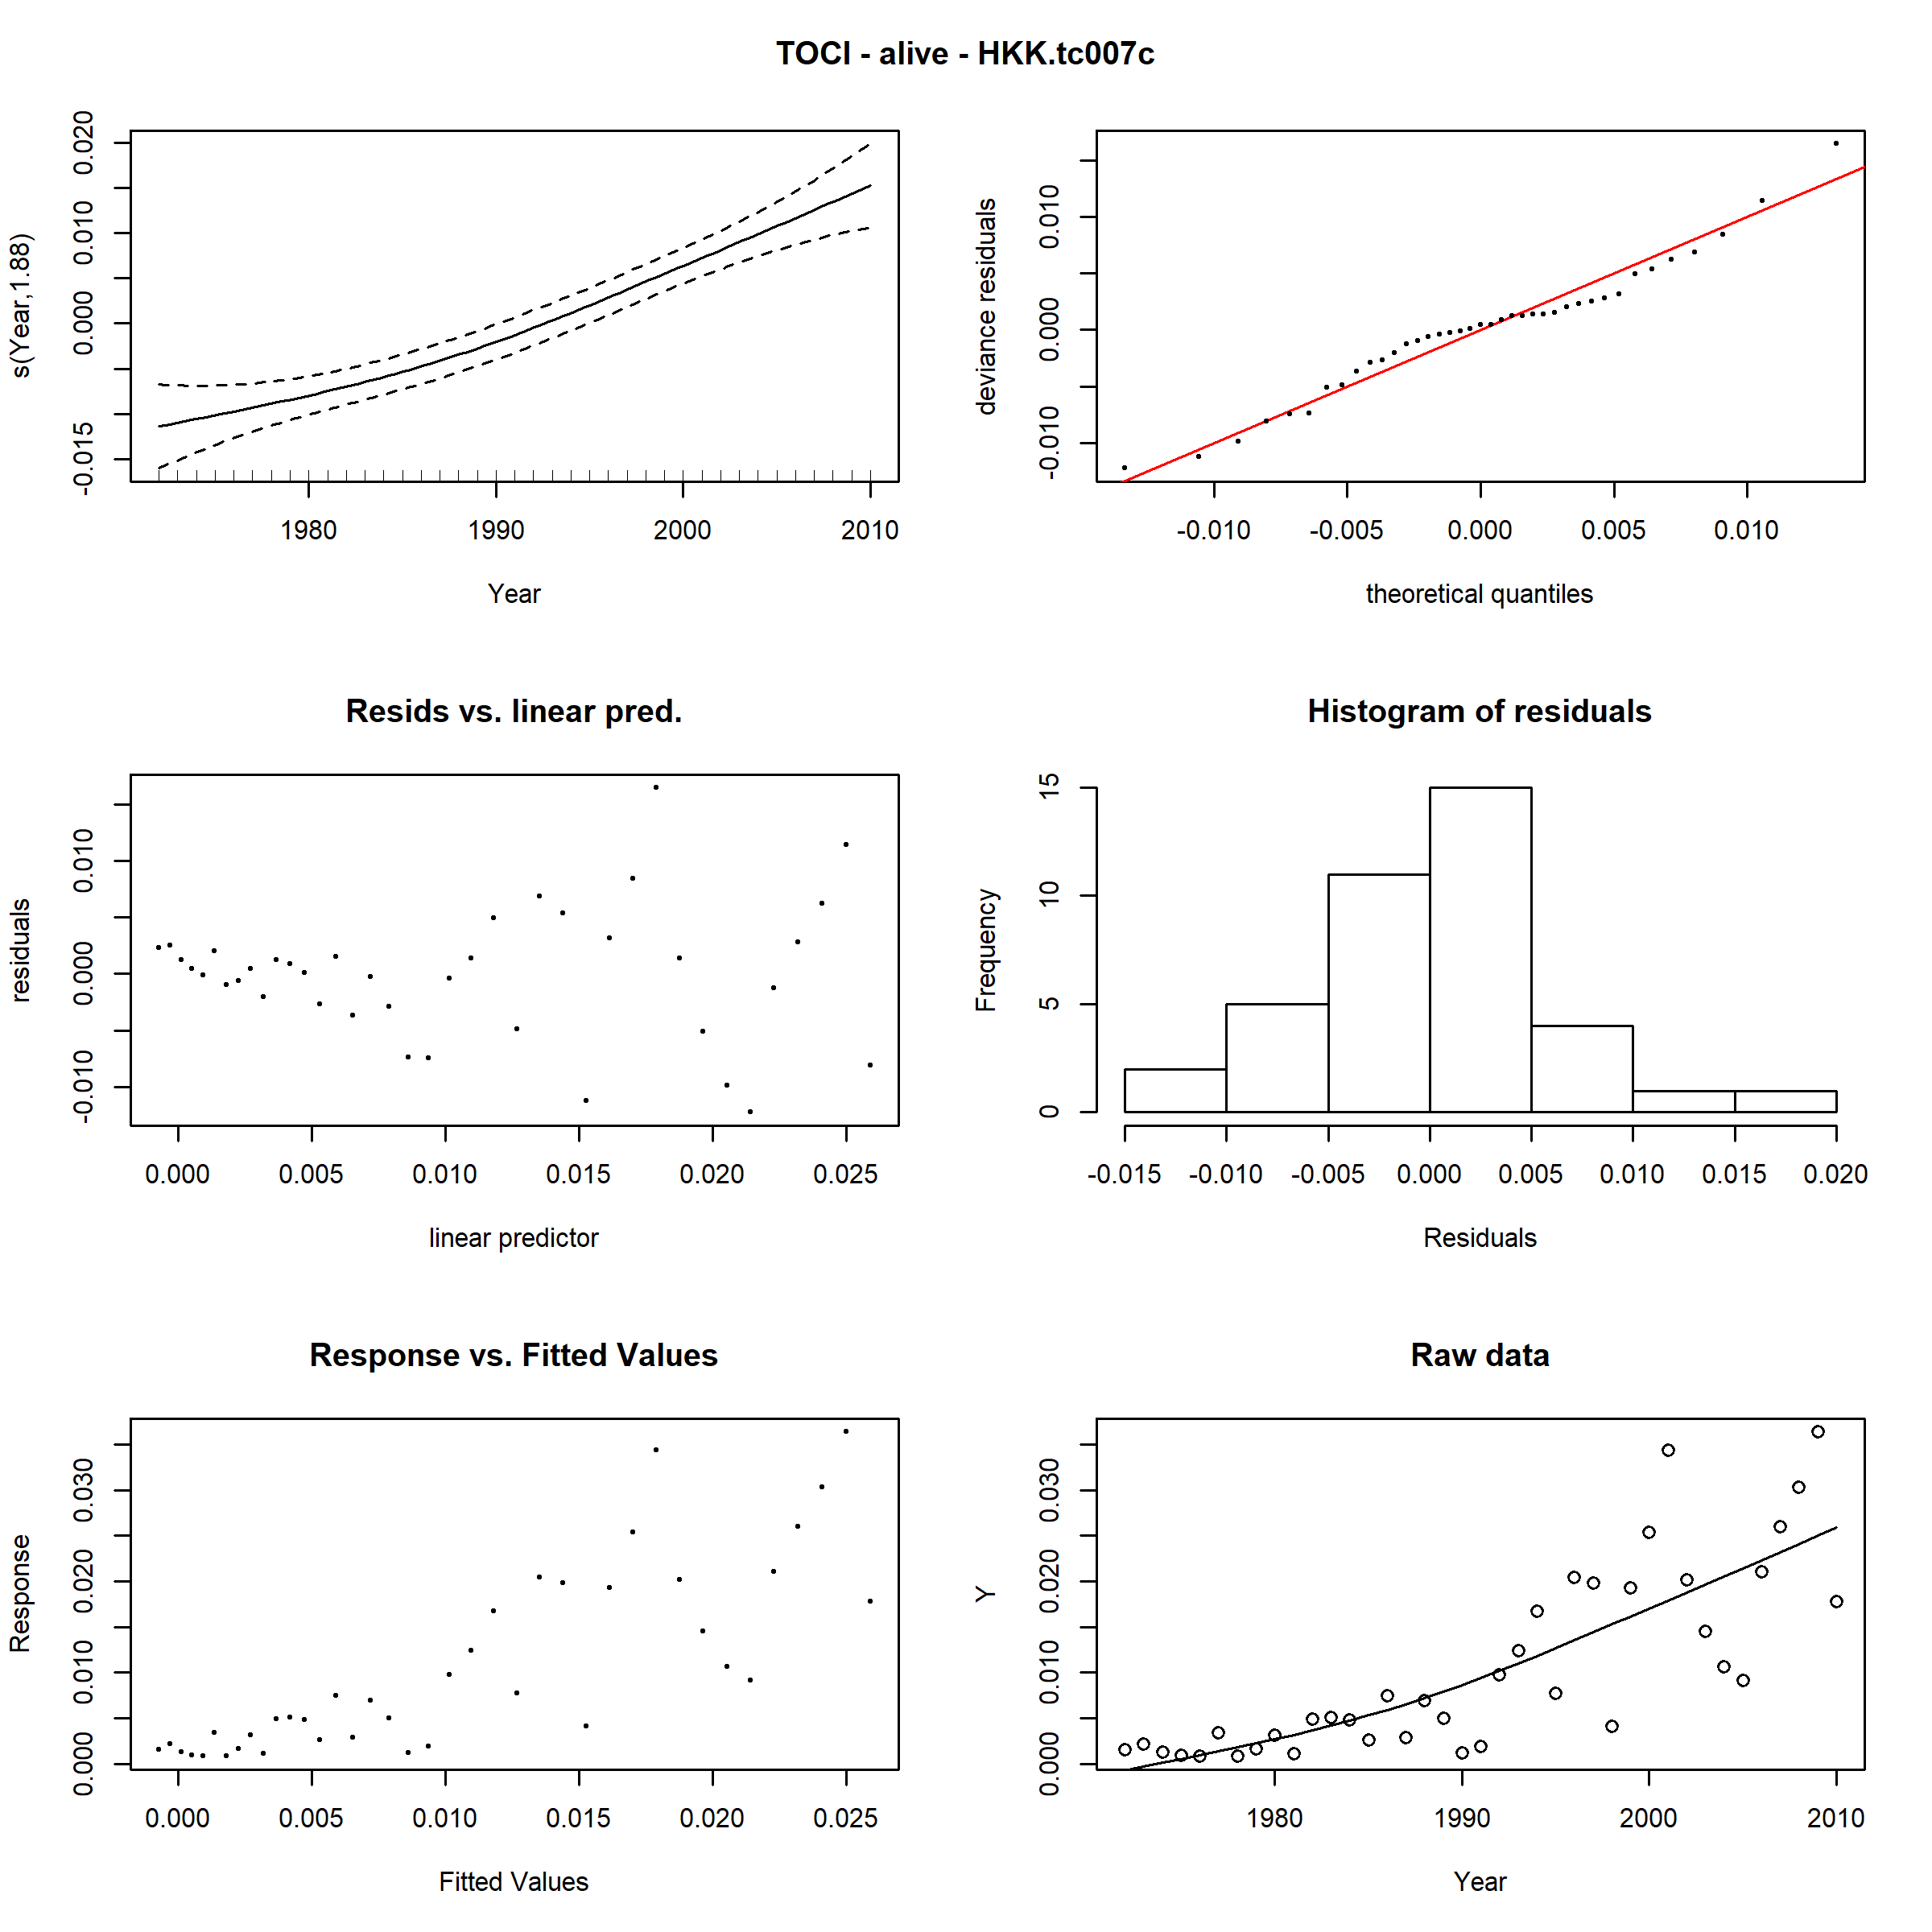 TOCI - alive - HKK.tc007c
s(Year,1.88)
-0.015 0.000 0.010 0.020
1980 1990 2000 2010
Year
deviance residuals
-0.010 0.000 0.010
-0.010 -0.005 0.000 0.005 0.010
theoretical quantiles
Resids vs. linear pred.
residuals
-0.010 0.000 0.010
0.000 0.005 0.010 0.015 0.020 0.025
linear predictor
Histogram of residuals
Frequency
0 5 10 15
-0.015 -0.010 -0.005 0.000 0.005 0.010 0.015 0.020
Residuals
Response vs. Fitted Values
Response
0.000 0.010 0.020 0.030
0.000 0.005 0.010 0.015 0.020 0.025
Fitted Values
Raw data
Y
0.000 0.010 0.020 0.030
1980 1990 2000 2010
Year